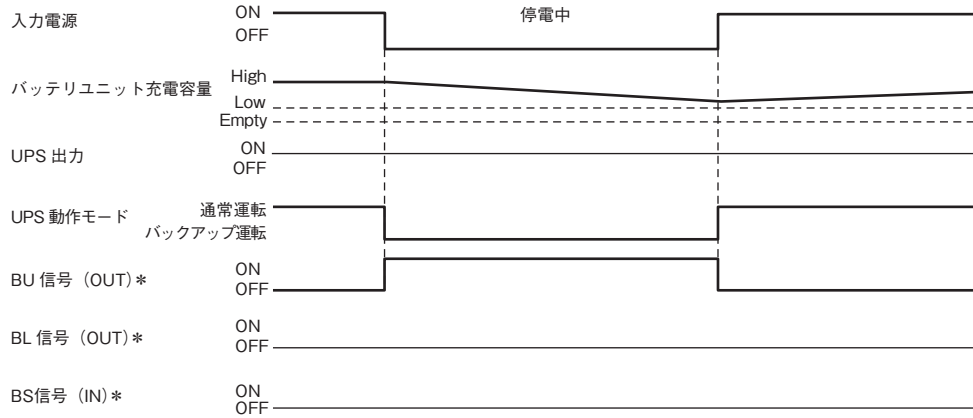 入力電源 ON 停電中
OFF
バッテリユニット充電容量 High
Low
Empty
UPS 出力 ON
OFF
UPS 動作モード 通常運転
バックアップ運転
BU 信号（OUT）＊ ON
OFF
BL 信号（OUT）＊ ON
OFF
BS信号（IN）＊ ON
OFF